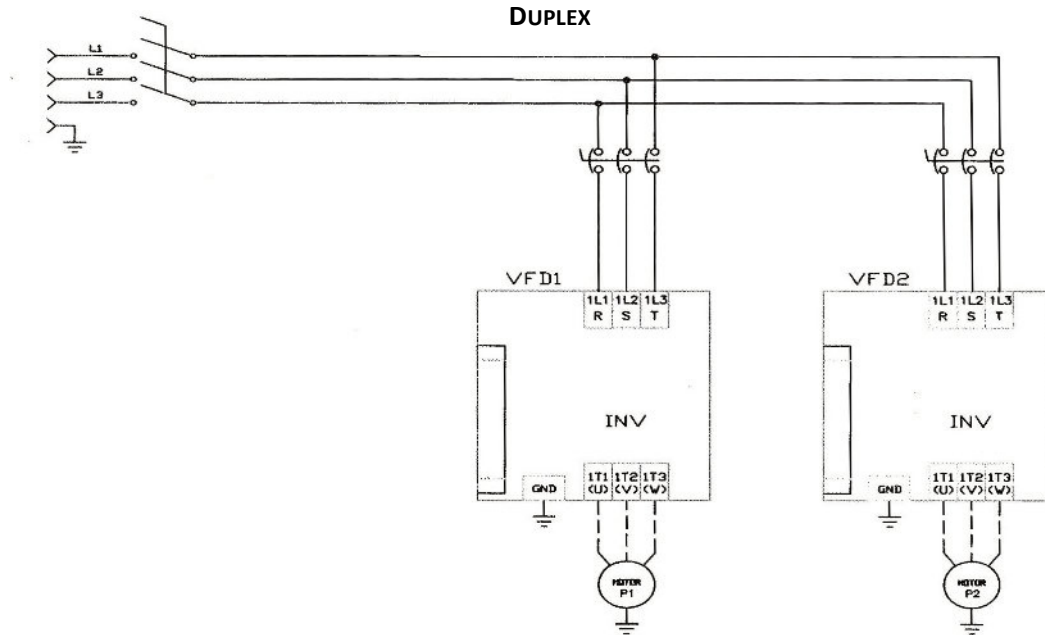 DUPLEX
L1
L2
L3
VFD1
VFD2
1L1 1L2 1L3
R S T
1L1 1L2 1L3
R S T
INV
INV
GND
1T1 1T2 1T3
(U) (V) (W)
GND
1T1 1T2 1T3
(U) (V) (W)
MOTOR
P1
MOTOR
P2